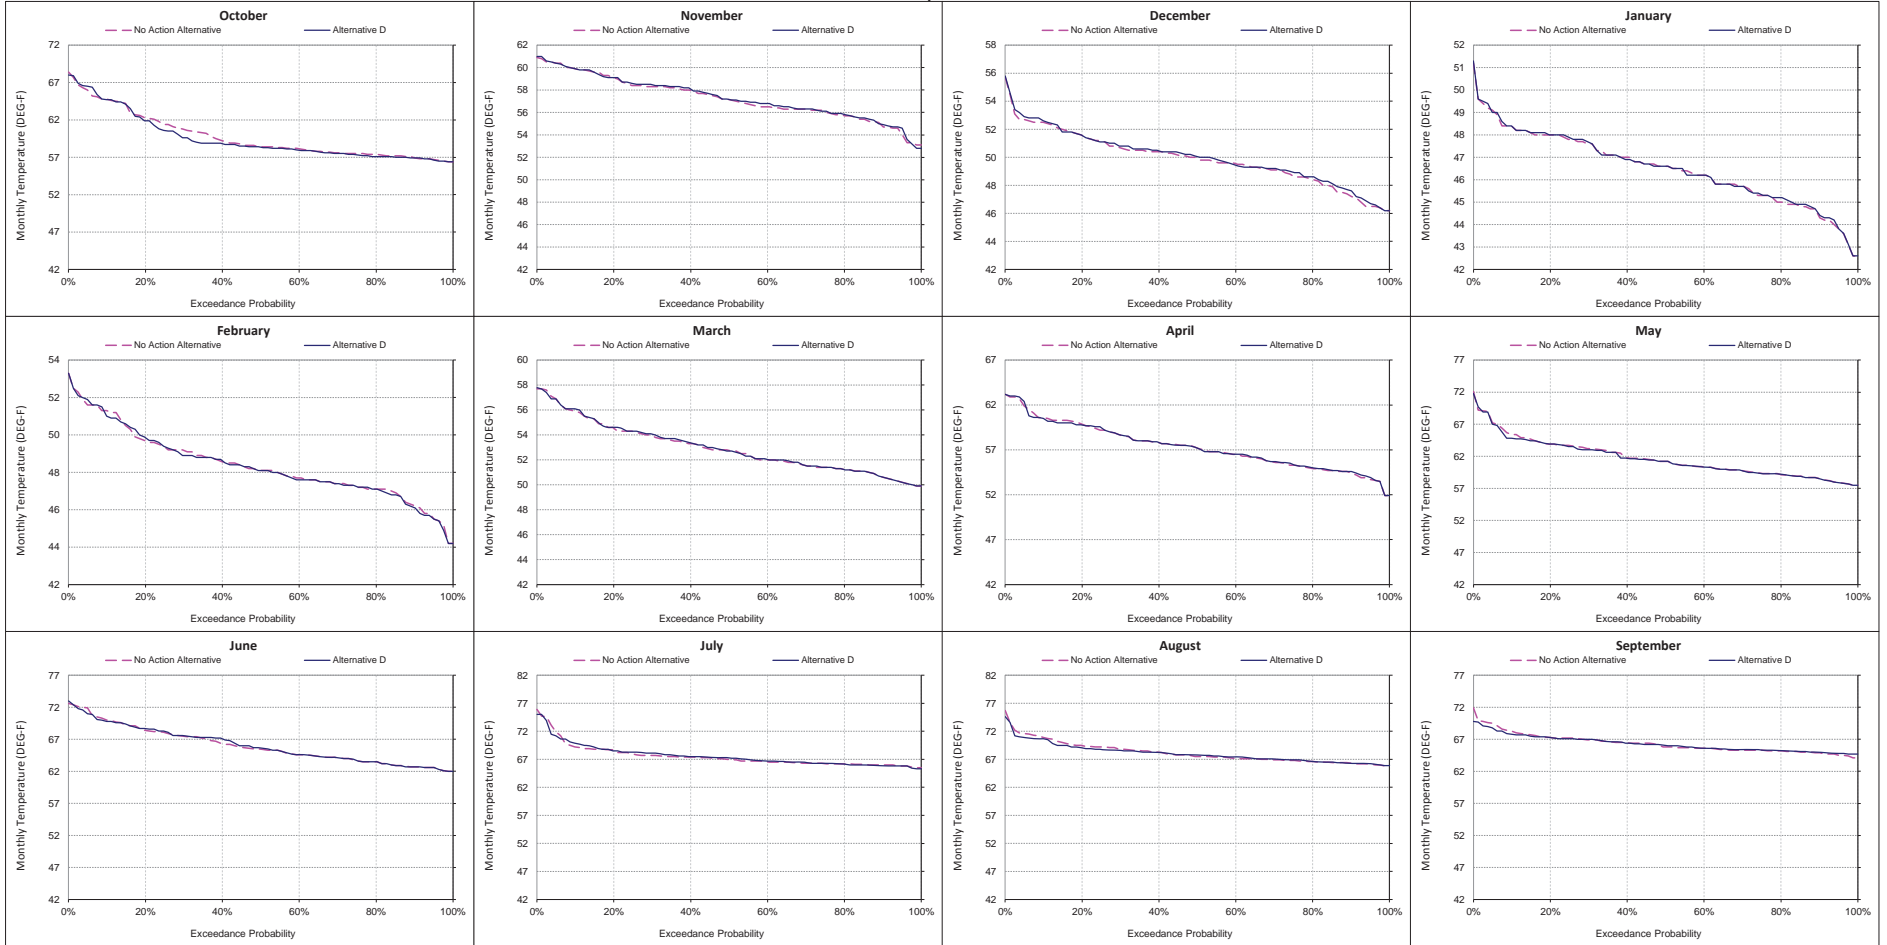 October
No Action Alternative Alternative D
Monthly Temperature (DEG-F)
72
67
62
57
52
47
42
0% 20% 40% 60% 80% 100%
Exceedance Probability
November
No Action Alternative Alternative D
Monthly Temperature (DEG-F)
62
60
58
56
54
52
50
48
46
44
42
0% 20% 40% 60% 80% 100%
Exceedance Probability
December
No Action Alternative Alternative D
Monthly Temperature (DEG-F)
58
56
54
52
50
48
46
44
42
0% 20% 40% 60% 80% 100%
Exceedance Probability
January
No Action Alternative Alternative D
Monthly Temperature (DEG-F)
52
51
50
49
48
47
46
45
44
43
42
0% 20% 40% 60% 80% 100%
Exceedance Probability
February
No Action Alternative Alternative D
Monthly Temperature (DEG-F)
54
52
50
48
46
44
42
0% 20% 40% 60% 80% 100%
Exceedance Probability
March
No Action Alternative Alternative D
Monthly Temperature (DEG-F)
60
58
56
54
52
50
48
46
44
42
0% 20% 40% 60% 80% 100%
Exceedance Probability
April
No Action Alternative Alternative D
Monthly Temperature (DEG-F)
67
62
57
52
47
42
0% 20% 40% 60% 80% 100%
Exceedance Probability
May
No Action Alternative Alternative D
Monthly Temperature (DEG-F)
77
72
67
62
57
52
47
42
0% 20% 40% 60% 80% 100%
Exceedance Probability
June
No Action Alternative Alternative D
Monthly Temperature (DEG-F)
77
72
67
62
57
52
47
42
0% 20% 40% 60% 80% 100%
Exceedance Probability
July
No Action Alternative Alternative D
Monthly Temperature (DEG-F)
82
77
72
67
62
57
52
47
42
0% 20% 40% 60% 80% 100%
Exceedance Probability
August
No Action Alternative Alternative D
Monthly Temperature (DEG-F)
82
77
72
67
62
57
52
47
42
0% 20% 40% 60% 80% 100%
Exceedance Probability
September
No Action Alternative Alternative D
Monthly Temperature (DEG-F)
77
72
67
62
57
52
47
42
0% 20% 40% 60% 80% 100%
Exceedance Probability